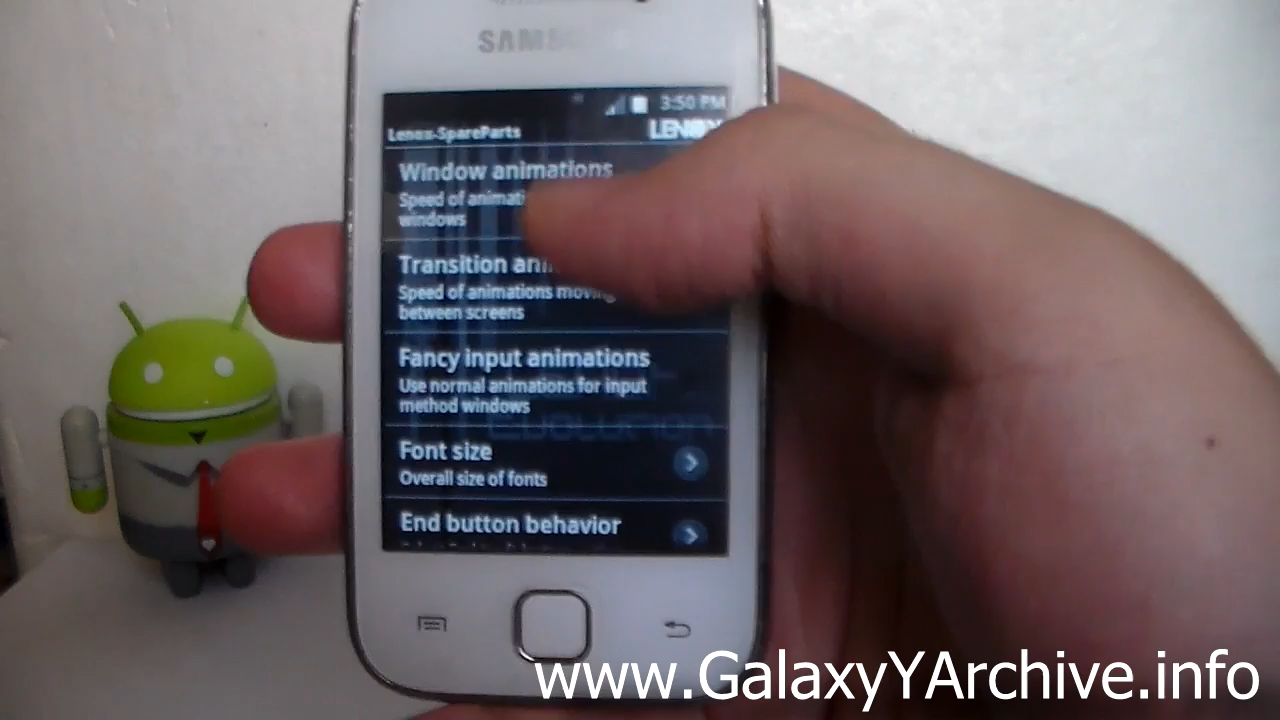 SAMS
3:50 PM
Lenox-SpareParts
LENOX
Window animations
Speed of animati
windows
Transition ani
Speed of animations moving
between screens
Fancy input animations
Use normal animations for input
method windows
Font size
Overall size of fonts
End button behavior
www.GalaxyYArchive.info